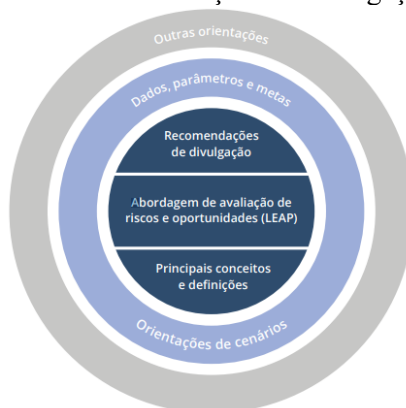 Outras orientações
Dados, parâmetros e metas
Recomendações
de divulgação
Abordagem de avaliação de
riscos e oportunidades (LEAP)
Principais conceitos
e definições
Orientações de cenários